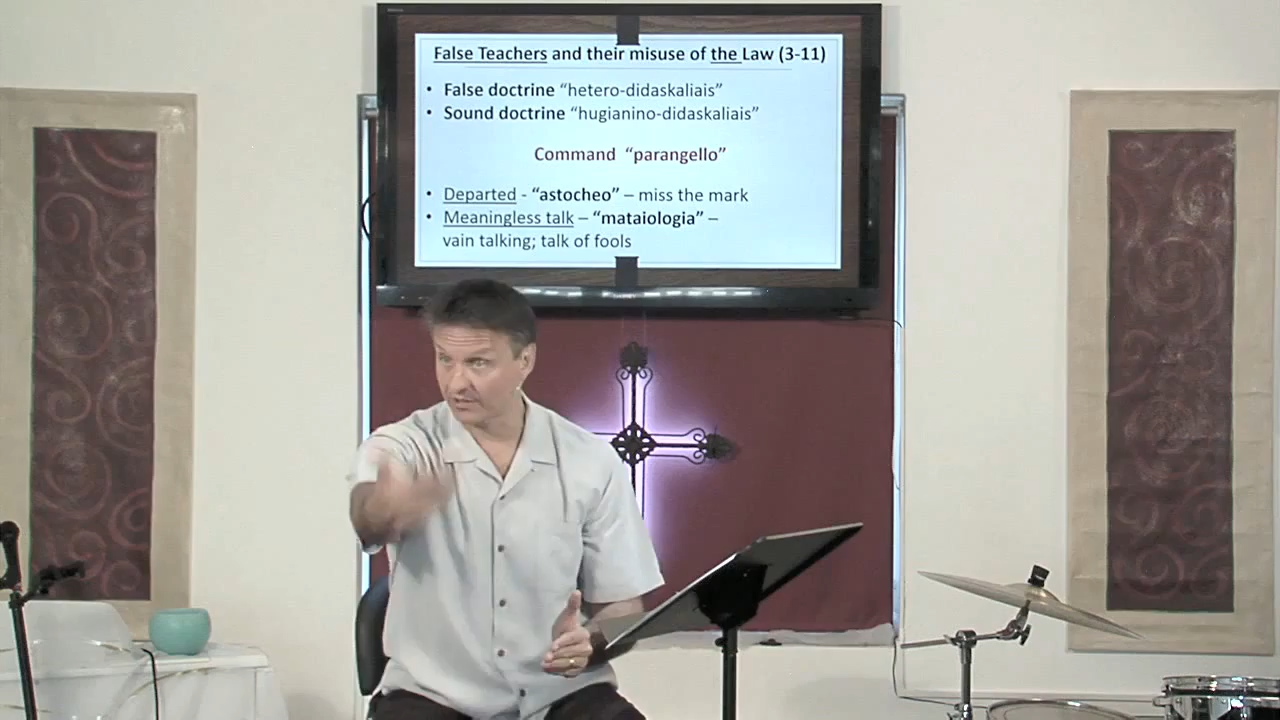 False Teachers and their misuse of the Law (3-11)
• False doctrine “hetero-didaskaliais”
• Sound doctrine “hugianino-didaskaliais”
Command “parangello”
• Departed - “astocheo” – miss the mark
• Meaningless talk – “mataiologia” –
vain talking; talk of fools